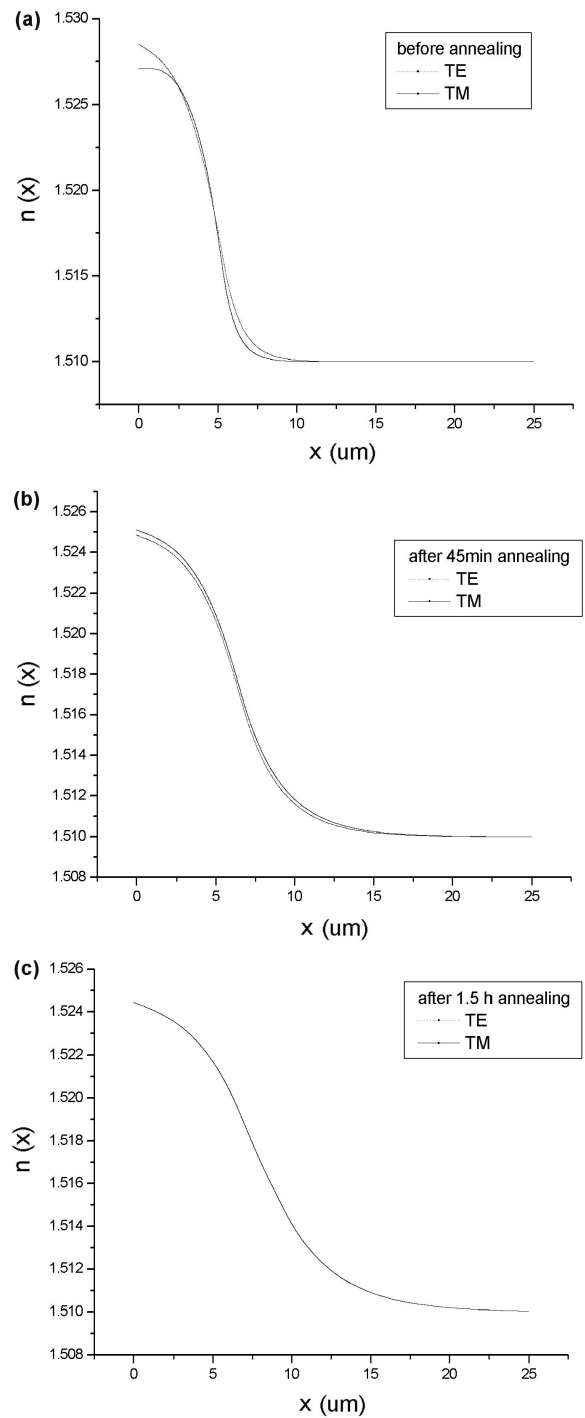 (a)
1.530
1.525
1.520
1.515
1.510
n (x)
before annealing
TE
TM
0 5 10 15 20 25
x (um)
(b)
1.526
1.524
1.522
1.520
1.518
1.516
1.514
1.512
1.510
1.508
n (x)
after 45min annealing
TE
TM
0 5 10 15 20 25
x (um)
(c)
1.526
1.524
1.522
1.520
1.518
1.516
1.514
1.512
1.510
1.508
n (x)
after 1.5 h annealing
TE
TM
0 5 10 15 20 25
x (um)